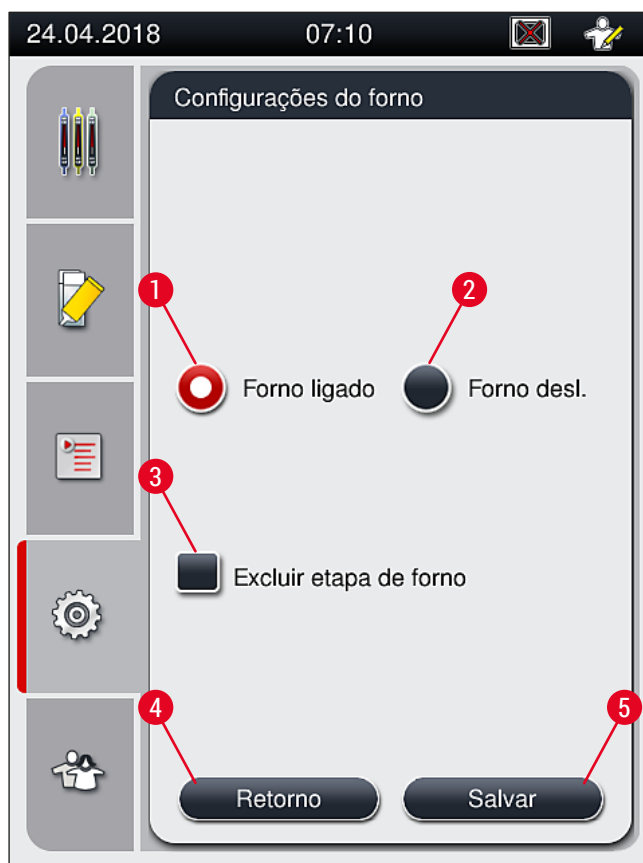 24.04.2018 07:10
Configurações do forno
1 2
Forno ligado Forno desl.
3
Excluir etapa de forno
4 5
Retorno Salvar